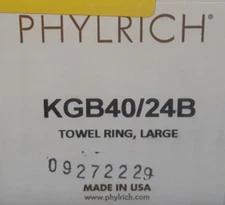 PHYLRICH®
KGB40/24B
TOWEL RING, LARGE
09272229
MADE IN USA
www.phylrich.com